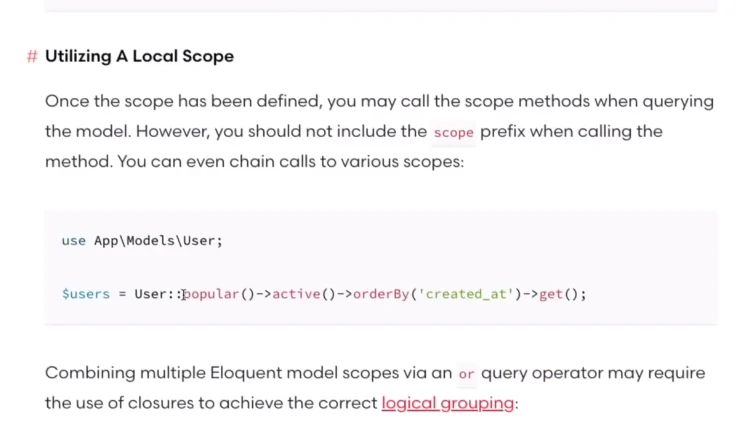 # Utilizing A Local Scope
Once the scope has been defined, you may call the scope methods when querying
the model. However, you should not include the scope prefix when calling the
method. You can even chain calls to various scopes:
use App\Models\User;
$users = User::popular()->active()->orderBy('created_at')->get();
Combining multiple Eloquent model scopes via an or query operator may require
the use of closures to achieve the correct logical grouping: